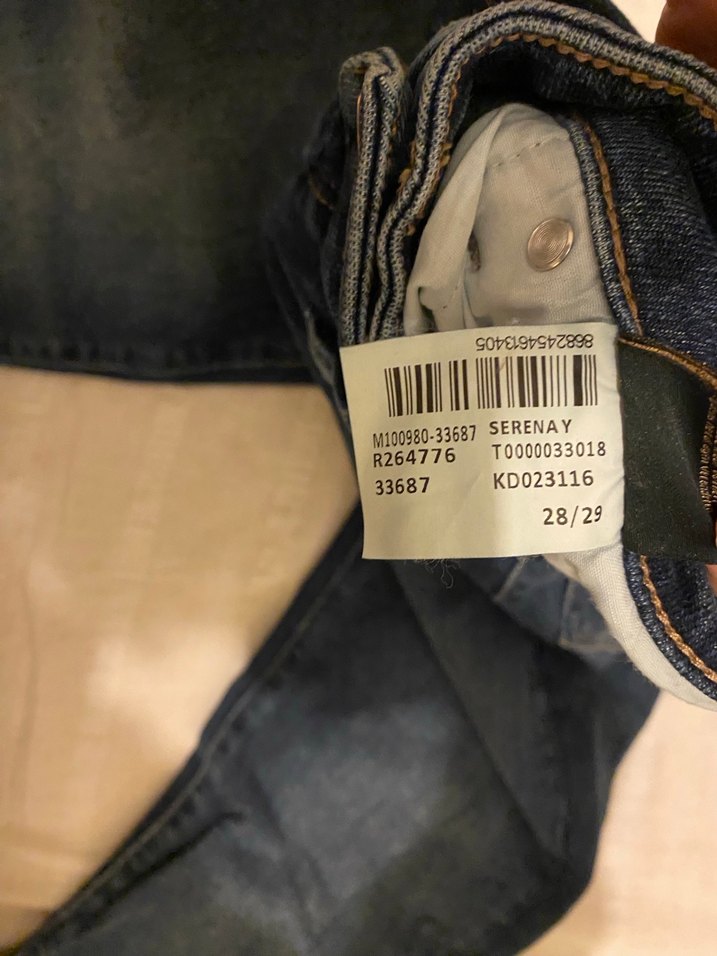 8682454613405
M100980-33687 SERENAY
R264776 T0000033018
33687 KD023116
28/29